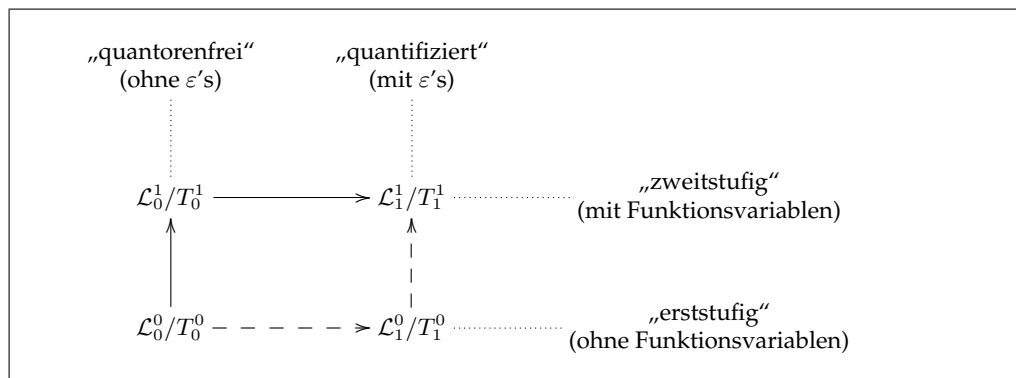 „quantorenfrei“ „quantifiziert“
(ohne ε’s) (mit ε’s)
„zweitstufig“
ℒ₀¹/T₀¹ ℒ₁¹/T₁¹
(mit Funktionsvariablen)
„erststufig“
ℒ₀⁰/T₀⁰ ℒ₁⁰/T₁⁰
(ohne Funktionsvariablen)